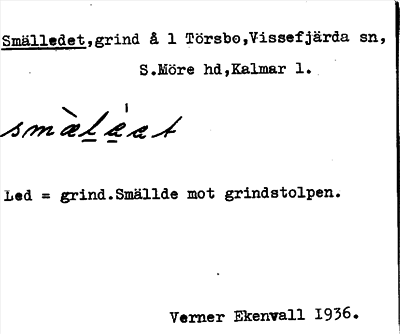 Smälledet,grind å 1 Törsbo,Vissefjärda sn,
S.Möre hd,Kalmar l.
Led = grind.Smällde mot grindstolpen.
Verner Ekenvall 1936.